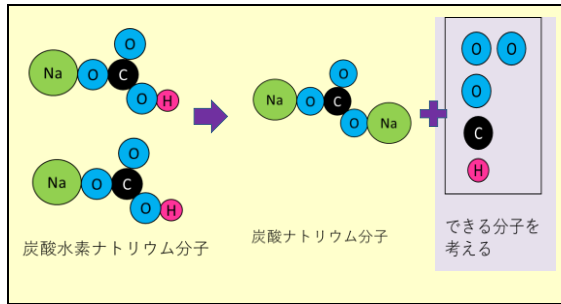 O
Na O C
O H
O
Na O C
O H
炭酸水素ナトリウム分子
O
Na O C
O Na
炭酸ナトリウム分子
O O
O
C
H
できる分子を
考える